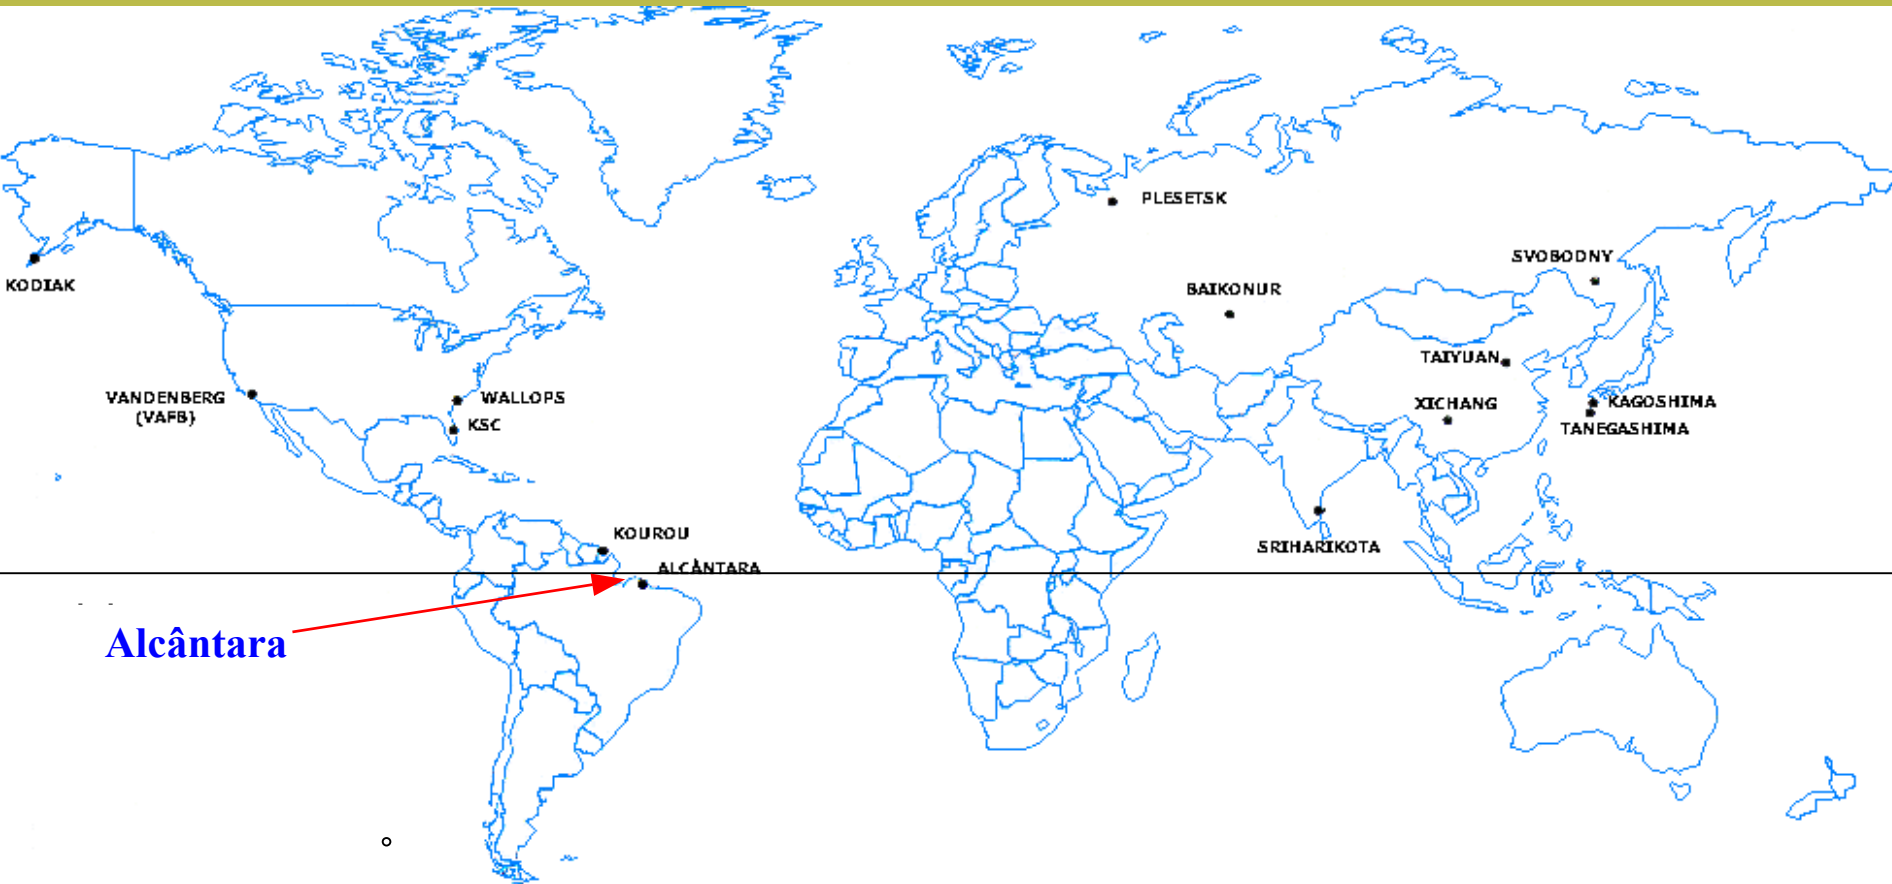 PLESETSK
SVOBODNY
KODIAK
BAIKONUR
TAIYUAN
VANDENBERG
(VAFB)
WALLOPS
KSC
XICHANG
KAGOSHIMA
TANEGASHIMA
KOUROU
SRIHARIKOTA
ALCÂNTARA
Alcântara